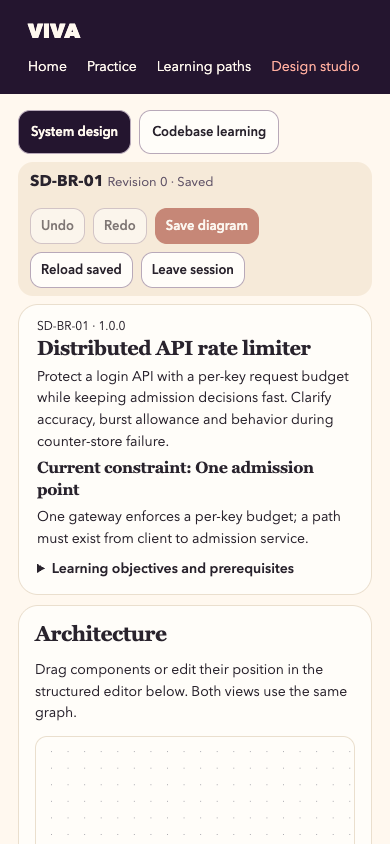 VIVA
Home Practice Learning paths Design studio
System design Codebase learning
SD-BR-01 Revision 0 · Saved
Undo Redo Save diagram
Reload saved Leave session
SD-BR-01 · 1.0.0
Distributed API rate limiter
Protect a login API with a per-key request budget
while keeping admission decisions fast. Clarify
accuracy, burst allowance and behavior during
counter-store failure.
Current constraint: One admission
point
One gateway enforces a per-key budget; a path
must exist from client to admission service.
Learning objectives and prerequisites
Architecture
Drag components or edit their position in the
structured editor below. Both views use the same
graph.